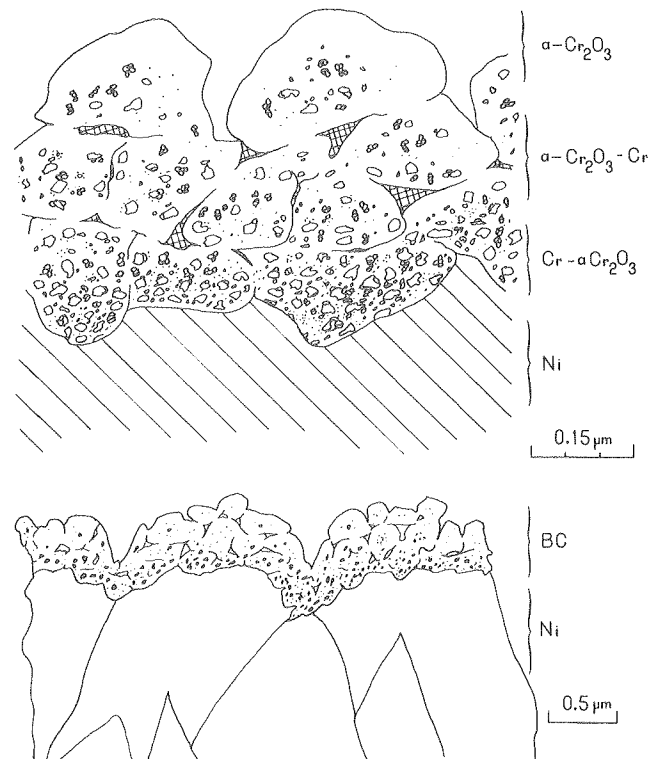 a-Cr₂O₃
a-Cr₂O₃-Cr
Cr-aCr₂O₃
Ni
0.15 µm
BC
Ni
0.5 µm